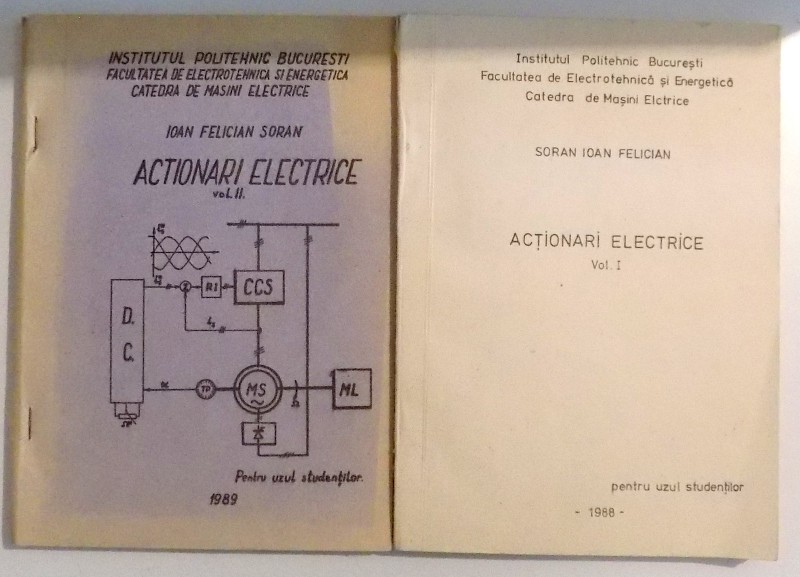 INSTITUTUL POLITEHNIC BUCURESTI
FACULTATEA DE ELECTROTEHNICA SI ENERGETICA
CATEDRA DE MASINI ELECTRICE
IOAN FELICIAN SORAN
ACTIONARI ELECTRICE
VOL. II.
RI
CCS
D.
C.
TP
MS
~
ML
Pentru uzul studenților.
1989
Institutul Politehnic București
Facultatea de Electrotehnică și Energetică
Catedra de Mașini Elctrice
SORAN IOAN FELICIAN
ACȚIONARI ELECTRICE
Vol. I
pentru uzul studenților
- 1988 -